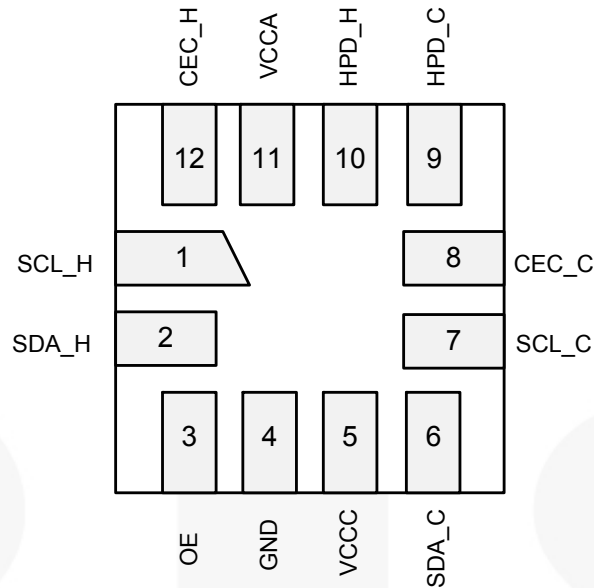 CEC_H
VCCA
HPD_H
HPD_C
12
11
10
9
SCL_H
1
8
CEC_C
SDA_H
2
7
SCL_C
3
4
5
6
OE
GND
VCCC
SDA_C